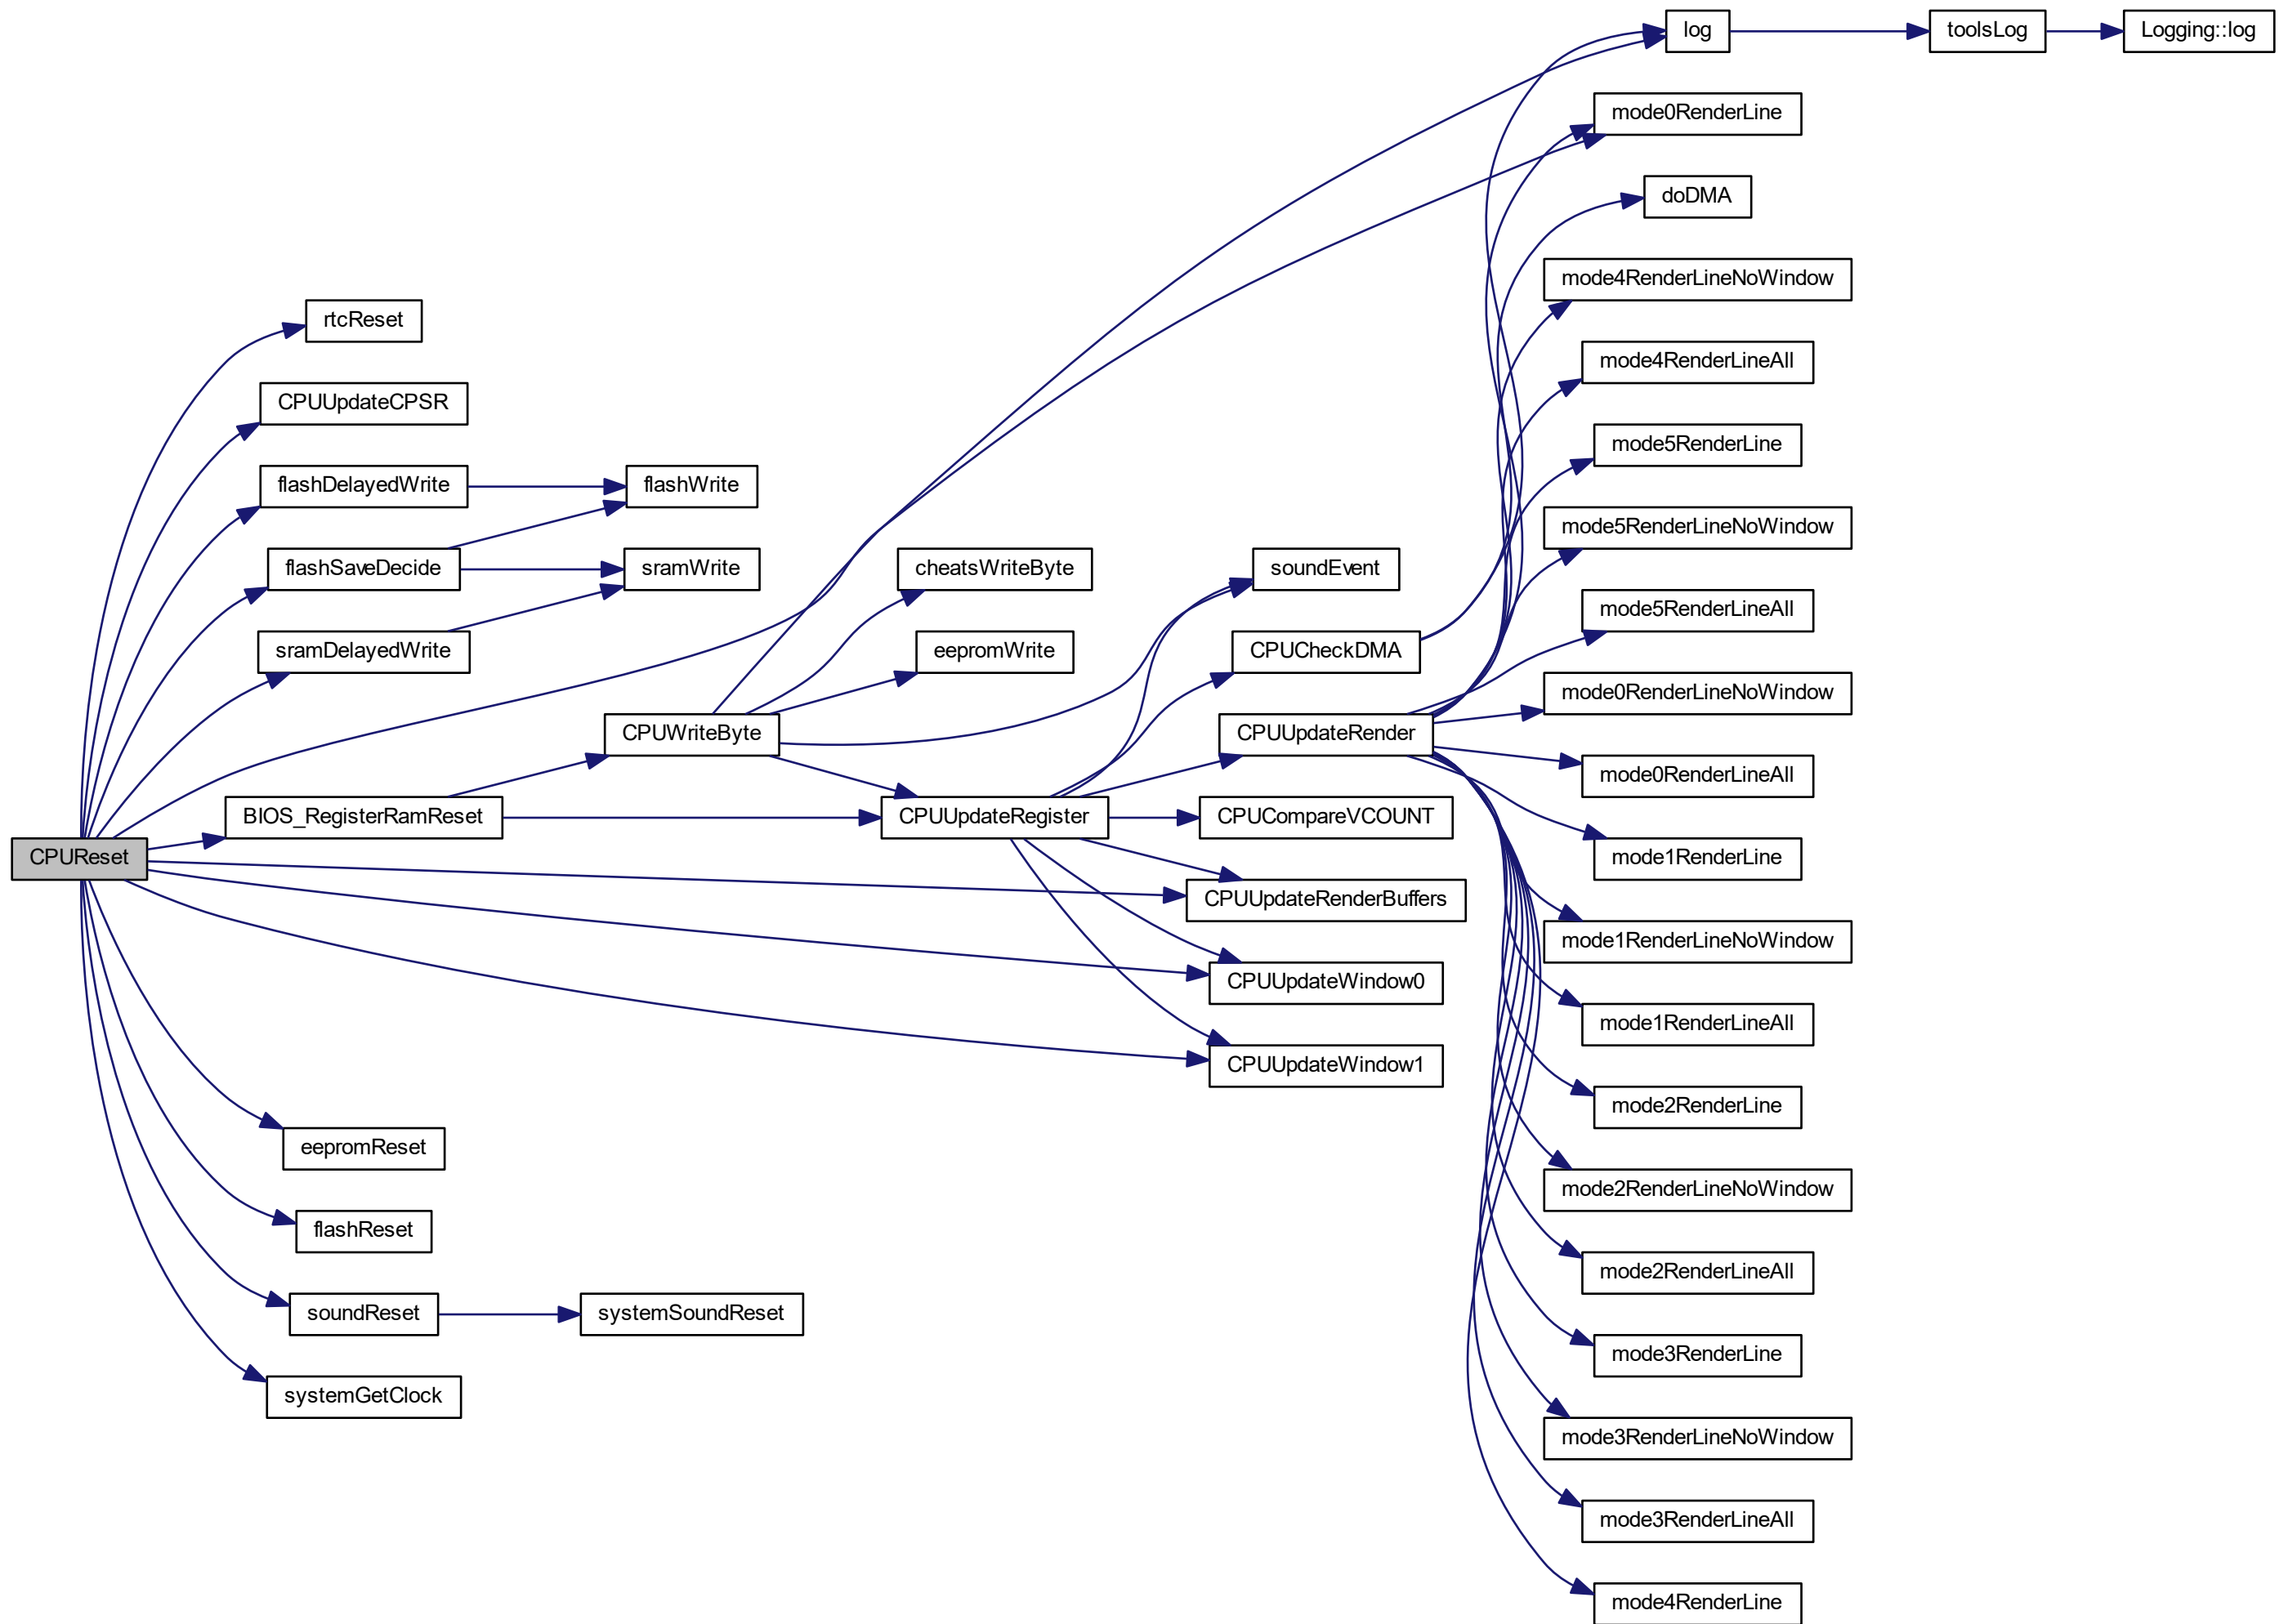 log
toolsLog
Logging::log
mode0RenderLine
doDMA
mode4RenderLineNoWindow
rtcReset
mode4RenderLineAll
CPUUpdateCPSR
mode5RenderLine
flashDelayedWrite
flashWrite
mode5RenderLineNoWindow
flashSaveDecide
sramWrite
cheatsWriteByte
soundEvent
mode5RenderLineAll
sramDelayedWrite
eepromWrite
CPUCheckDMA
mode0RenderLineNoWindow
CPUWriteByte
CPUUpdateRender
mode0RenderLineAll
BIOS_RegisterRamReset
CPUUpdateRegister
CPUCompareVCOUNT
CPUReset
mode1RenderLine
CPUUpdateRenderBuffers
mode1RenderLineNoWindow
CPUUpdateWindow0
mode1RenderLineAll
CPUUpdateWindow1
mode2RenderLine
eepromReset
mode2RenderLineNoWindow
flashReset
mode2RenderLineAll
soundReset
systemSoundReset
mode3RenderLine
systemGetClock
mode3RenderLineNoWindow
mode3RenderLineAll
mode4RenderLine